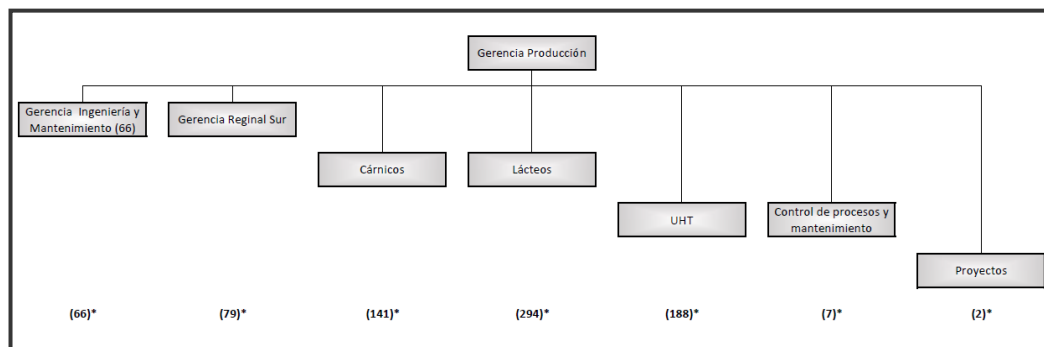 Gerencia Producción
Gerencia Ingeniería y
Mantenimiento (66)
Gerencia Reginal Sur
Cárnicos
Lácteos
UHT
Control de procesos y
mantenimiento
Proyectos
(66)*
(79)*
(141)*
(294)*
(188)*
(7)*
(2)*